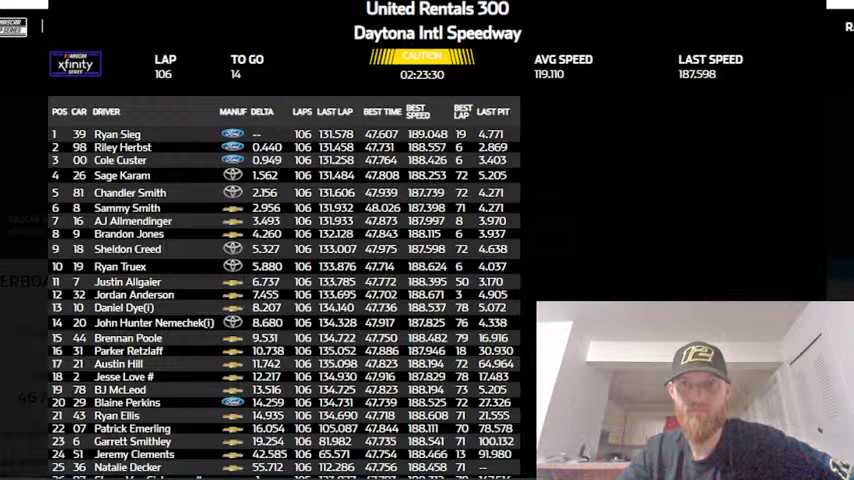 United Rentals 300
Daytona Intl Speedway
xfinity SERIES
LAP TO GO CAUTION AVG SPEED LAST SPEED
106 14 02:23:30 119.110 187.598
POS CAR DRIVER MANUF DELTA LAPS LAST LAP BEST TIME BEST SPEED BEST LAP LAST PIT
1 39 Ryan Sieg -- 106 131.578 47.607 189.048 19 4.771
2 98 Riley Herbst 0.440 106 131.458 47.731 188.557 6 2.869
3 00 Cole Custer 0.949 106 131.258 47.764 188.426 6 3.403
4 26 Sage Karam 1.562 106 131.484 47.808 188.253 72 5.205
5 81 Chandler Smith 2.156 106 131.606 47.939 187.739 72 4.271
6 8 Sammy Smith 2.956 106 131.932 48.026 187.398 71 4.271
7 16 AJ Allmendinger 3.493 106 131.933 47.873 187.997 8 3.970
8 9 Brandon Jones 4.260 106 132.128 47.843 188.115 6 3.937
9 18 Sheldon Creed 5.327 106 133.007 47.975 187.598 72 4.638
10 19 Ryan Truex 5.880 106 133.876 47.714 188.624 6 4.037
11 7 Justin Allgaier 6.737 106 133.785 47.772 188.395 50 3.170
12 32 Jordan Anderson 7.455 106 133.695 47.702 188.671 3 4.905
13 10 Daniel Dye(i) 8.207 106 134.140 47.736 188.537 78 5.072
14 20 John Hunter Nemechek(i) 8.680 106 134.328 47.917 187.825 76 4.338
15 44 Brennan Poole 9.531 106 134.722 47.750 188.482 79 16.916
16 31 Parker Retzlaff 10.738 106 135.052 47.886 187.946 18 30.930
17 21 Austin Hill 11.742 106 135.098 47.823 188.194 72 64.964
18 2 Jesse Love # 12.217 106 134.930 47.916 187.829 78 17.483
19 78 BJ McLeod 13.516 106 134.725 47.823 188.194 73 5.205
20 29 Blaine Perkins 14.259 106 134.731 47.739 188.525 72 27.326
21 43 Ryan Ellis 14.935 106 134.690 47.718 188.608 71 21.555
22 07 Patrick Emerling 16.054 106 105.087 47.844 188.111 70 78.578
23 6 Garrett Smithley 19.254 106 81.982 47.735 188.541 71 100.132
24 51 Jeremy Clements 42.585 106 65.571 47.754 188.466 13 91.980
25 36 Natalie Decker 55.712 106 112.286 47.756 188.458 71 --
12